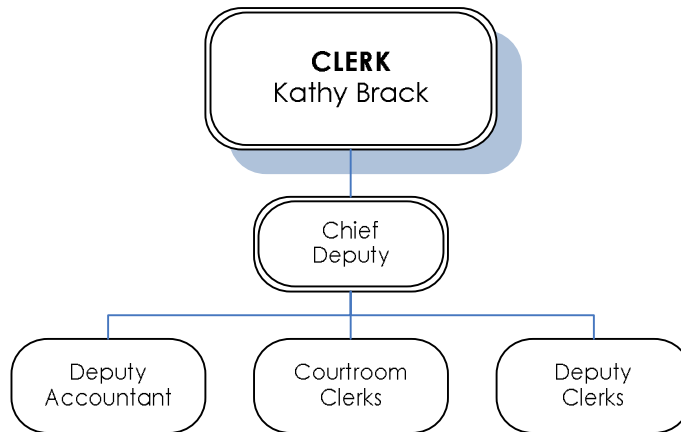 CLERK
Kathy Brack
Chief
Deputy
Deputy
Accountant
Courtroom
Clerks
Deputy
Clerks